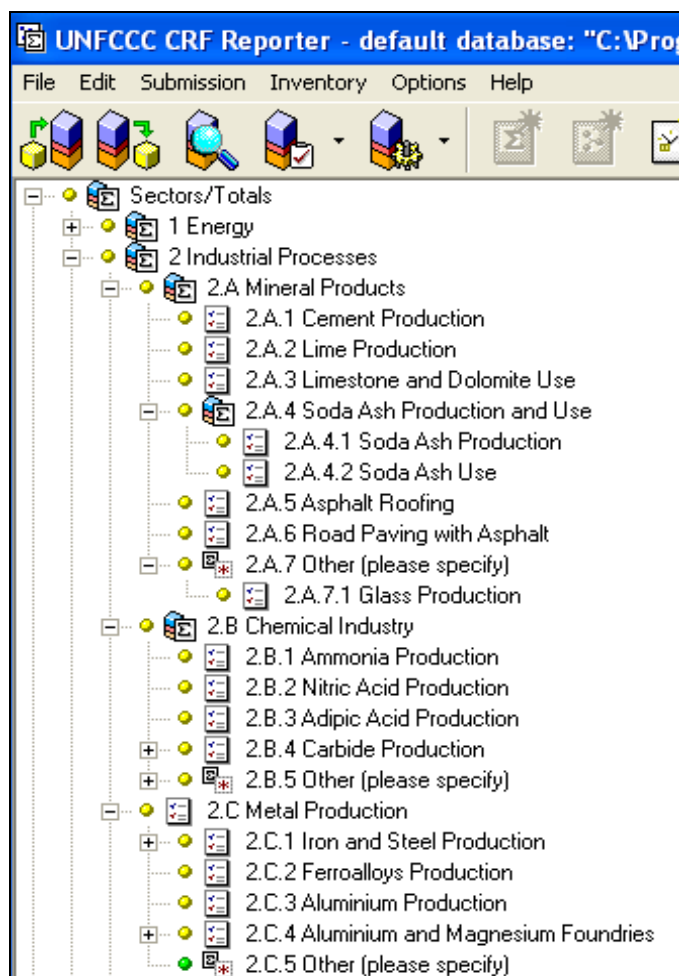 UNFCCC CRF Reporter - default database: "C:\Prog
File Edit Submission Inventory Options Help
Sectors/Totals
1 Energy
2 Industrial Processes
2.A Mineral Products
2.A.1 Cement Production
2.A.2 Lime Production
2.A.3 Limestone and Dolomite Use
2.A.4 Soda Ash Production and Use
2.A.4.1 Soda Ash Production
2.A.4.2 Soda Ash Use
2.A.5 Asphalt Roofing
2.A.6 Road Paving with Asphalt
2.A.7 Other (please specify)
2.A.7.1 Glass Production
2.B Chemical Industry
2.B.1 Ammonia Production
2.B.2 Nitric Acid Production
2.B.3 Adipic Acid Production
2.B.4 Carbide Production
2.B.5 Other (please specify)
2.C Metal Production
2.C.1 Iron and Steel Production
2.C.2 Ferroalloys Production
2.C.3 Aluminium Production
2.C.4 Aluminium and Magnesium Foundries
2.C.5 Other (please specify)